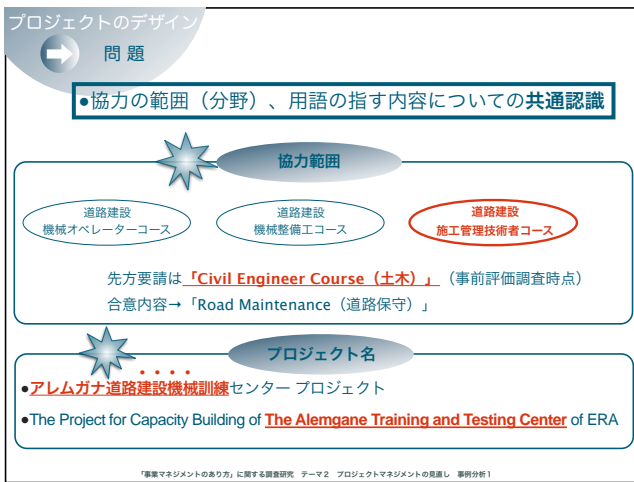 プロジェクトのデザイン
問 題
●協力の範囲（分野）、用語の指す内容についての共通認識
協力範囲
道路建設
機械オペレーターコース
道路建設
機械整備工コース
道路建設
施工管理技術者コース
先方要請は「Civil Engineer Course（土木）」（事前評価調査時点）
合意内容→「Road Maintenance（道路保守）」
プロジェクト名
●アレムガナ道路建設機械訓練センター プロジェクト
●The Project for Capacity Building of The Alemgane Training and Testing Center of ERA
「事業マネジメントのあり方」に関する調査研究 テーマ２ プロジェクトマネジメントの見直し 事例分析１